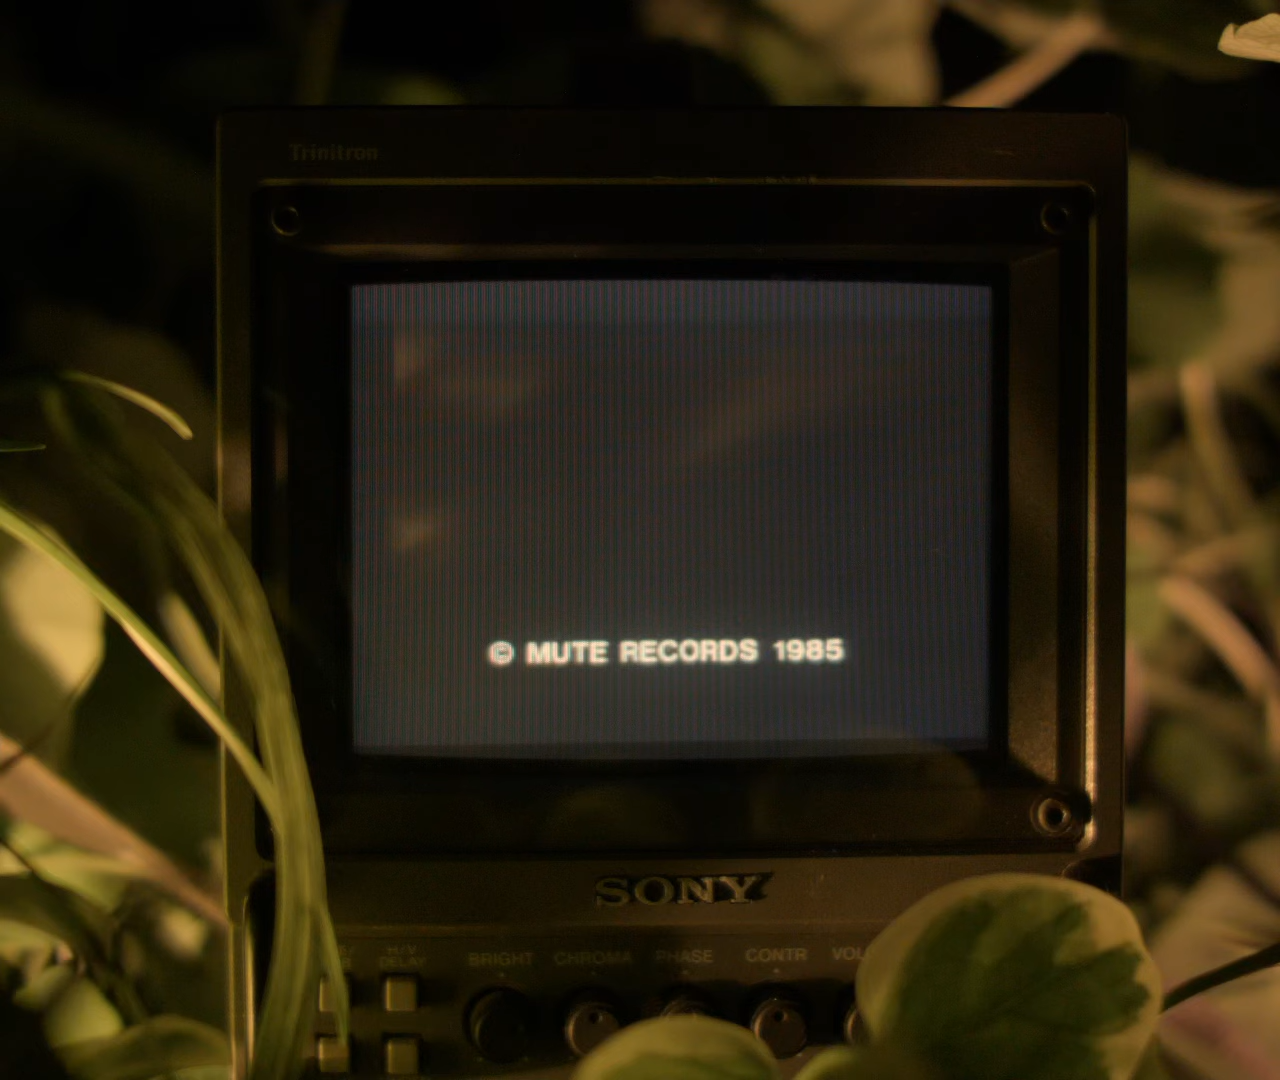 Trinitron
© MUTE RECORDS 1985
SONY
H/V
DELAY
BRIGHT
CHROMA
PHASE
CONTR